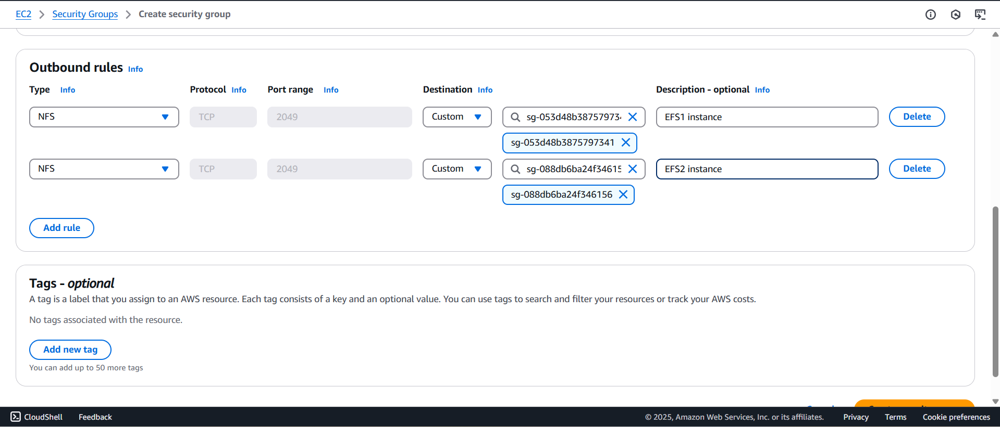 EC2 > Security Groups > Create security group
Outbound rules Info
Type Info Protocol Info Port range Info Destination Info Description - optional Info
NFS TCP 2049 Custom sg-053d48b387579734 EFS1 instance Delete
sg-053d48b3875797341
NFS TCP 2049 Custom sg-088db6ba24f34615 EFS2 instance Delete
sg-088db6ba24f346156
Add rule
Tags - optional
A tag is a label that you assign to an AWS resource. Each tag consists of a key and an optional value. You can use tags to search and filter your resources or track your AWS costs.
No tags associated with the resource.
Add new tag
You can add up to 50 more tags
CloudShell Feedback © 2025, Amazon Web Services, Inc. or its affiliates. Privacy Terms Cookie preferences